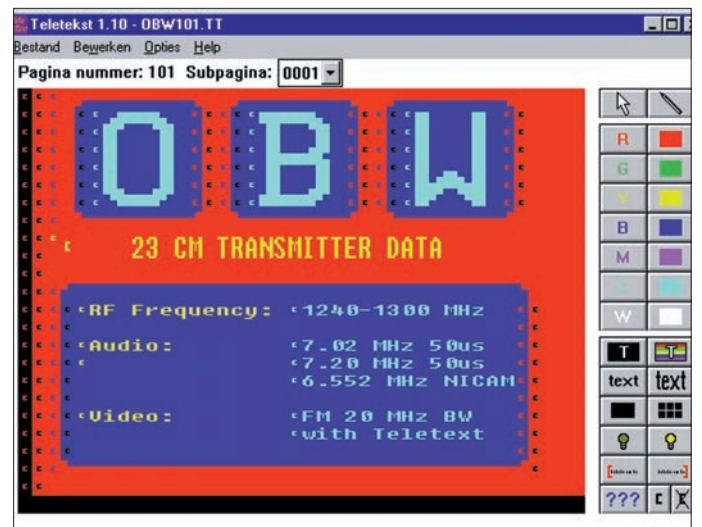 Teletekst 1.10 - OBW101.TT
Bestand Bewerken Opties Help
Pagina nummer: 101 Subpagina: 0001
OBW
23 CM TRANSMITTER DATA
RF Frequency: 1240-1300 MHz
Audio: 7.02 MHz 50us
7.20 MHz 50us
6.552 MHz NICAM
Video: FM 20 MHz BW
with Teletext
R
G
Y
B
M
W
T T
text text
??? C